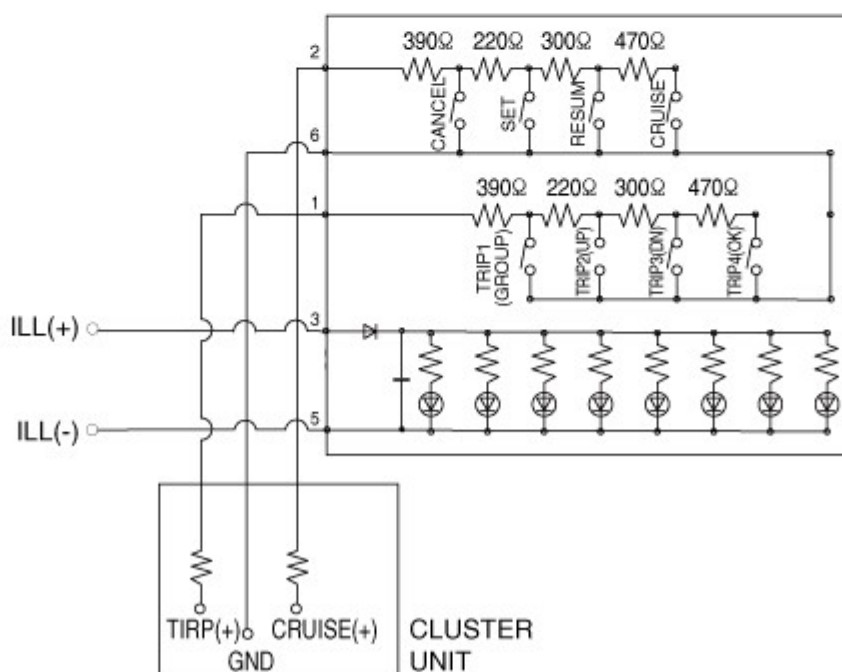 390Ω 220Ω 300Ω 470Ω
2
CANCEL
SET
RESUM
CRUISE
6
390Ω 220Ω 300Ω 470Ω
1
TRIP1
(GROUP)
TRIP2(UP)
TRIP3(DN)
TRIP4(OK)
ILL(+)
3
ILL(-)
5
TIRP(+)
GND
CRUISE(+)
CLUSTER
UNIT